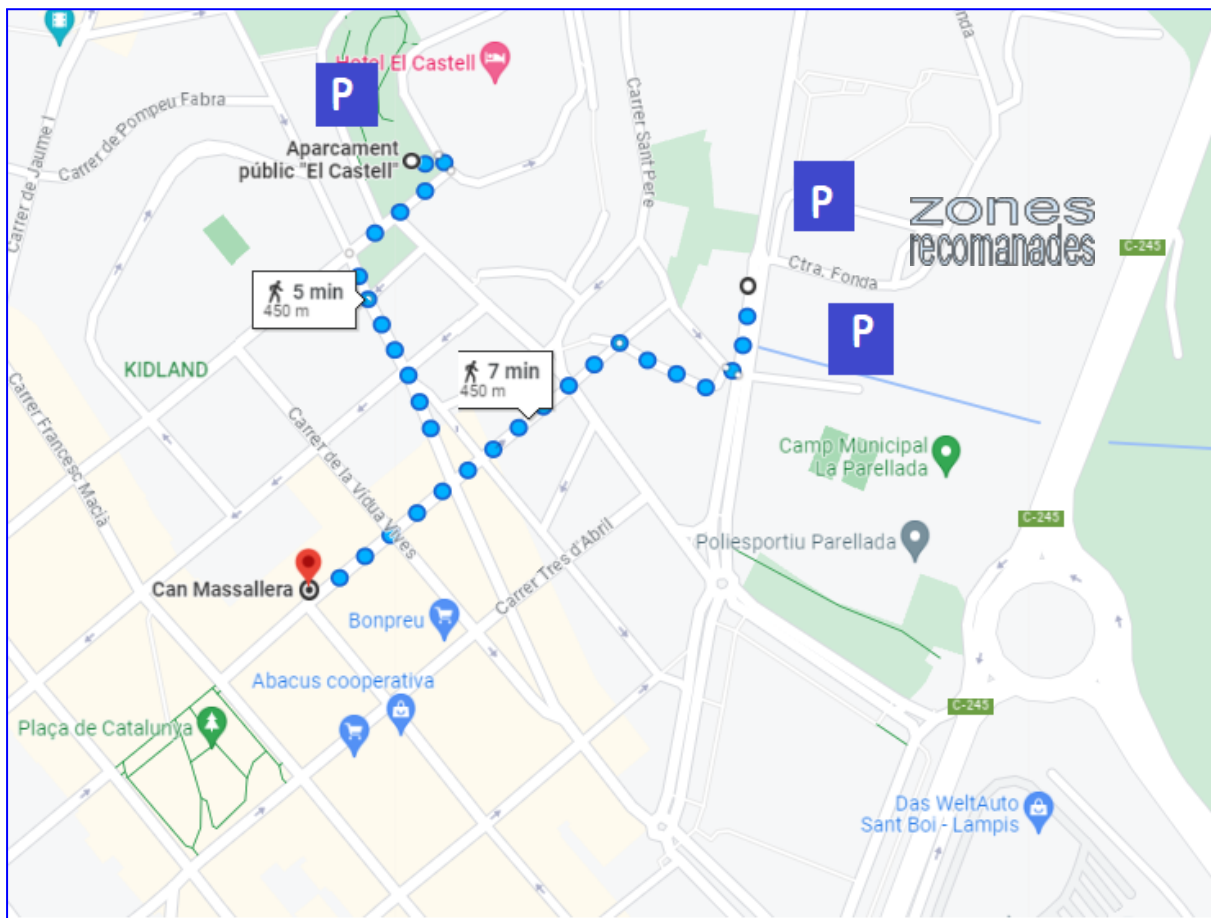 nda
Hotel El Castell
P
Carrer de Pompeu Fabra
Carrer de Jaume I
Carrer Sant Pere
Aparcament
públic "El Castell"
P
zones
recomanades
C-245
Ctra. Fonda
5 min
450 m
P
KIDLAND
7 min
450 m
Carrer Francesc Macià
Carrer de la Vídua Vives
Camp Municipal
La Parellada
C-245
Poliesportiu Parellada
Carrer Tres d'Abril
Can Massallera
Bonpreu
Abacus cooperativa
C-245
Plaça de Catalunya
Das WeltAuto
Sant Boi - Lampis